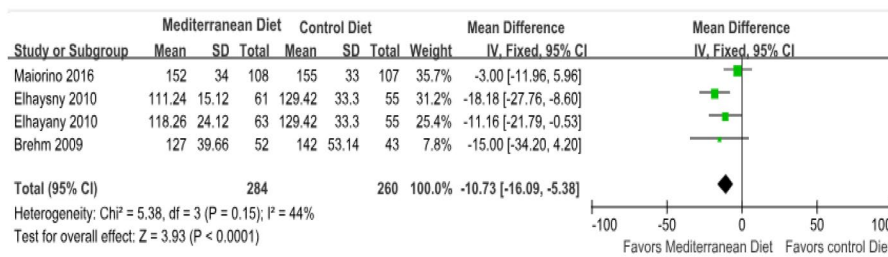 Mediterranean Diet Control Diet Mean Difference Mean Difference
Study or Subgroup Mean SD Total Mean SD Total Weight IV, Fixed, 95% CI IV, Fixed, 95% CI
Maiorino 2016 152 34 108 155 33 107 35.7% -3.00 [-11.96, 5.96]
Elhaysny 2010 111.24 15.12 61 129.42 33.3 55 31.2% -18.18 [-27.76, -8.60]
Elhayany 2010 118.26 24.12 63 129.42 33.3 55 25.4% -11.16 [-21.79, -0.53]
Brehm 2009 127 39.66 52 142 53.14 43 7.8% -15.00 [-34.20, 4.20]
Total (95% CI) 284 260 100.0% -10.73 [-16.09, -5.38]
Heterogeneity: Chi² = 5.38, df = 3 (P = 0.15); I² = 44%
Test for overall effect: Z = 3.93 (P < 0.0001)
-100 -50 0 50 100
Favors Mediterranean Diet Favors control Die